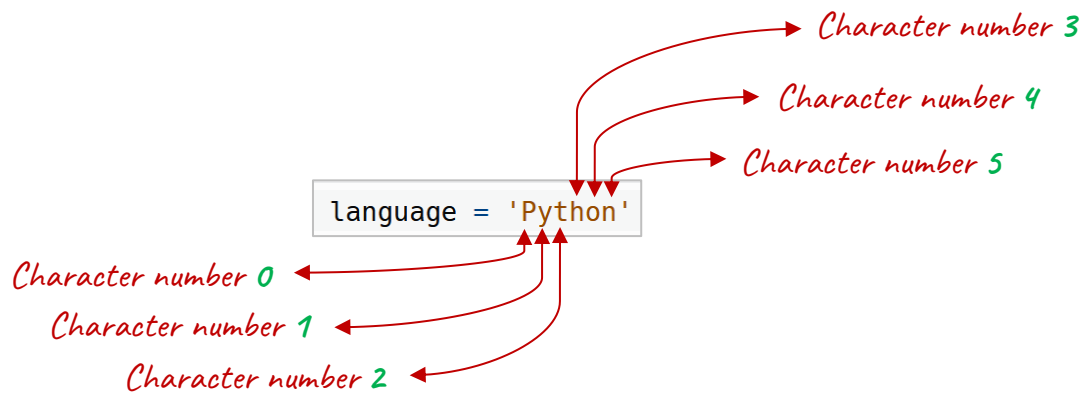 Character number 3
Character number 4
Character number 5
language = 'Python'
Character number 0
Character number 1
Character number 2